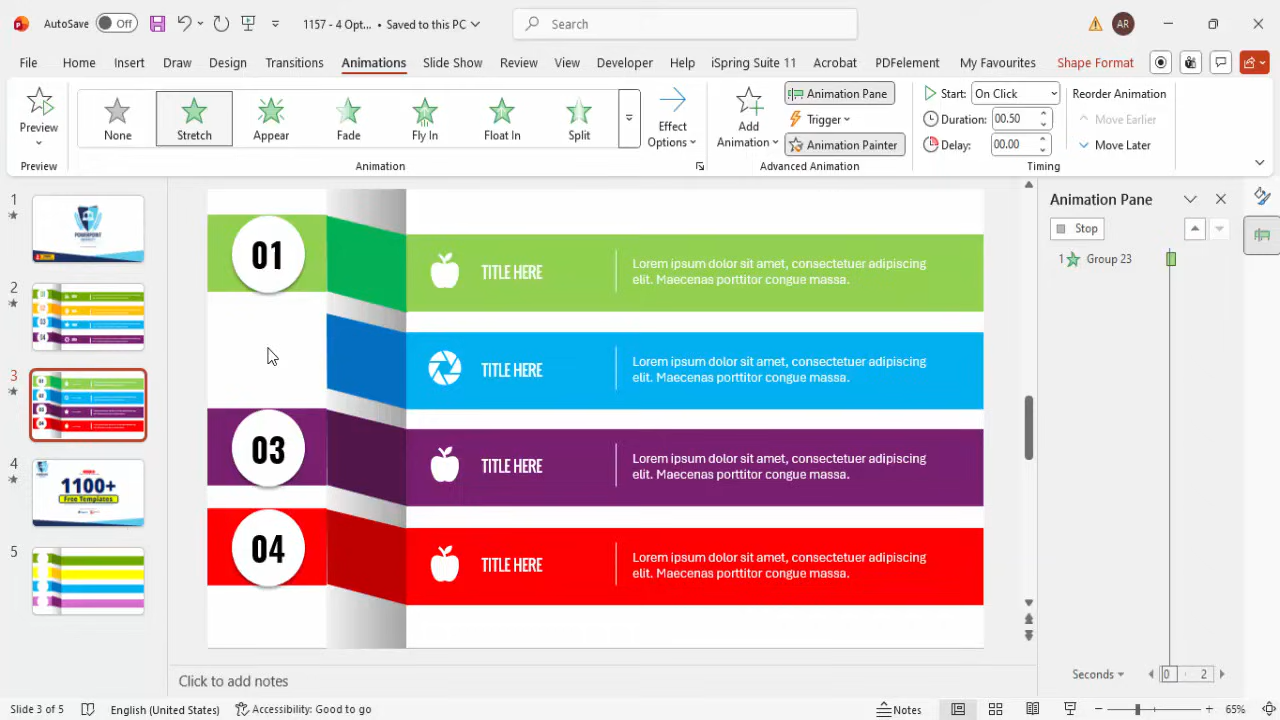 AutoSave Off 1157 - 4 Opt... • Saved to this PC Search AR
File Home Insert Draw Design Transitions Animations Slide Show Review View Developer Help iSpring Suite 11 Acrobat PDFelement My Favourites Shape Format
Preview
None Stretch Appear Fade Fly In Float In Split
Effect
Options
Add
Animation
Animation Pane
Trigger
Animation Painter
Start: On Click
Duration: 00.50
Delay: 00.00
Reorder Animation
Move Earlier
Move Later
Preview Animation Advanced Animation Timing
1
2
3
4
5
POWERPOINT
1100+
Free Templates
01
TITLE HERE
Lorem ipsum dolor sit amet, consectetuer adipiscing
elit. Maecenas porttitor congue massa.
TITLE HERE
Lorem ipsum dolor sit amet, consectetuer adipiscing
elit. Maecenas porttitor congue massa.
03
TITLE HERE
Lorem ipsum dolor sit amet, consectetuer adipiscing
elit. Maecenas porttitor congue massa.
04
TITLE HERE
Lorem ipsum dolor sit amet, consectetuer adipiscing
elit. Maecenas porttitor congue massa.
Animation Pane
Stop
1 Group 23
Seconds 0 2
Click to add notes
Slide 3 of 5 English (United States) Accessibility: Good to go Notes 65%